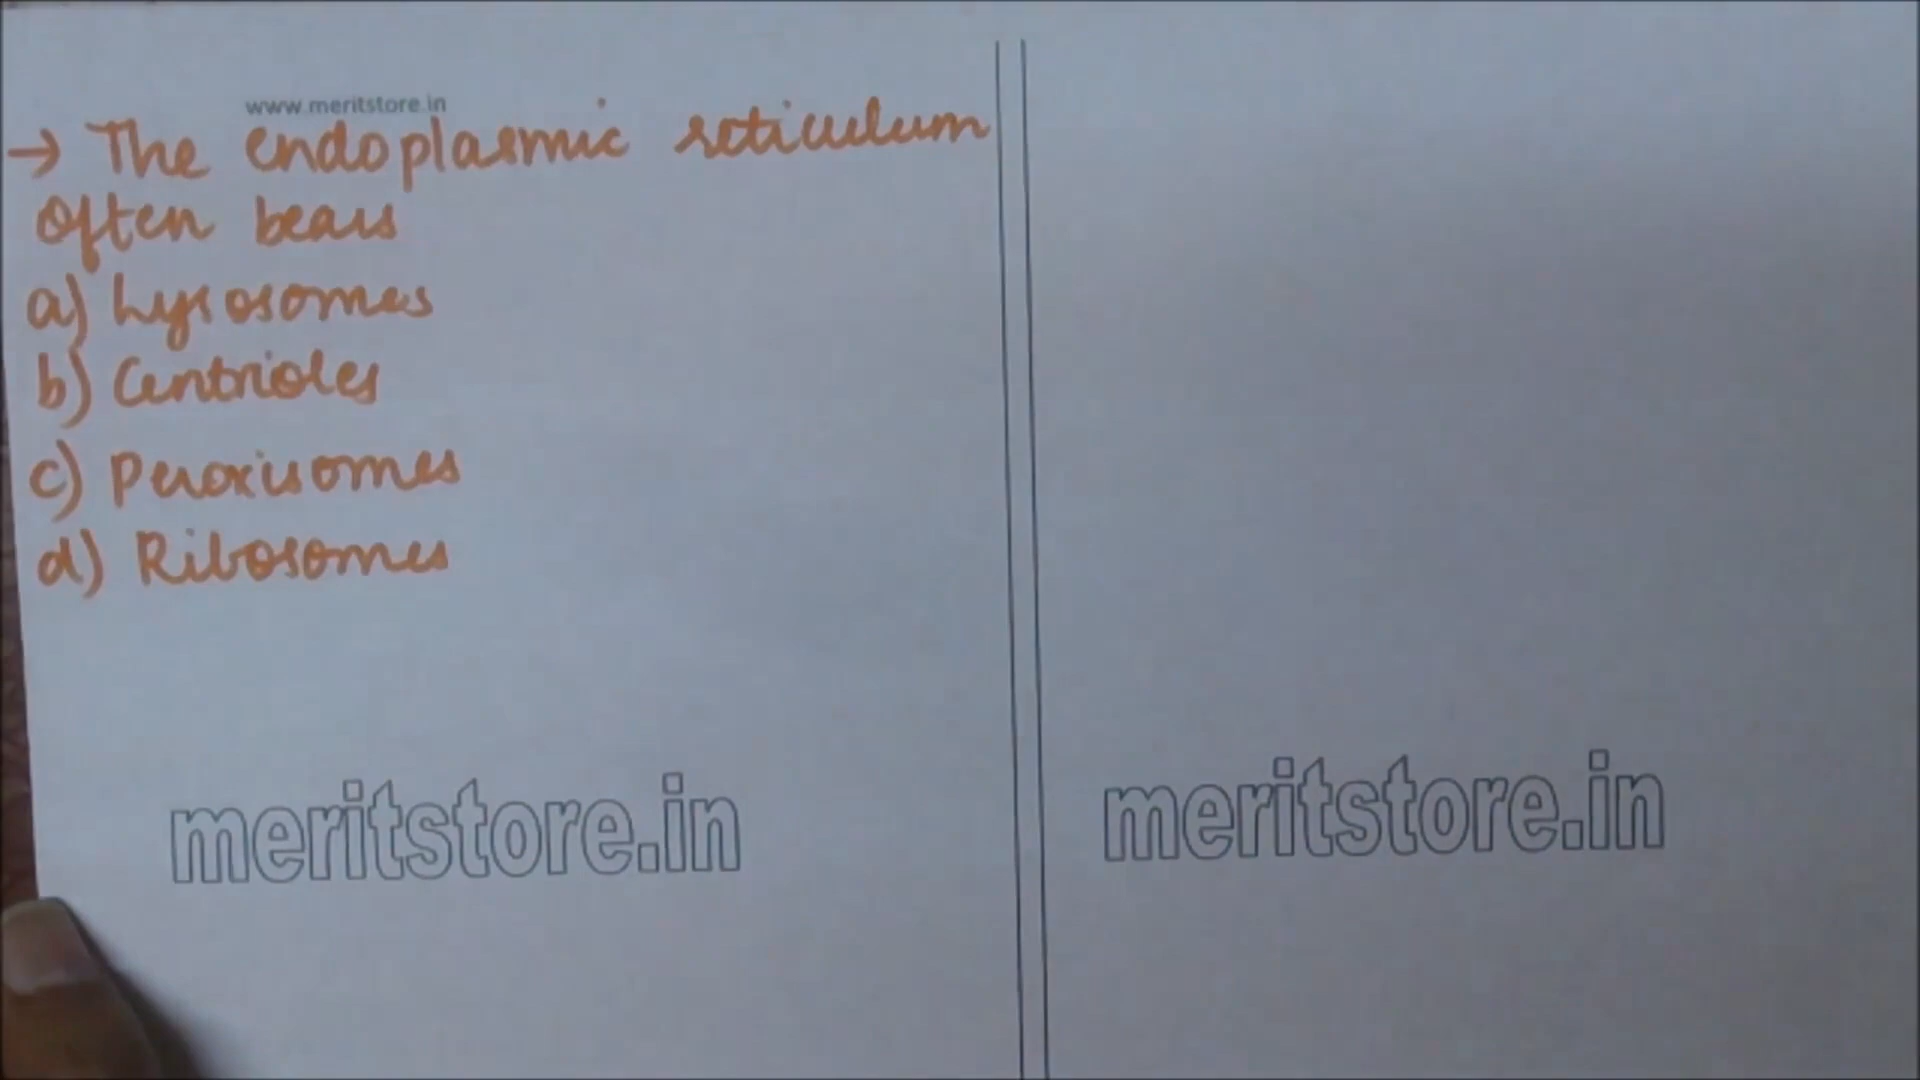 www.meritstore.in
→ The endoplasmic reticulum
often bears
a) Lysosomes
b) Centrioles
c) Peroxisomes
d) Ribosomes
meritstore.in
meritstore.in